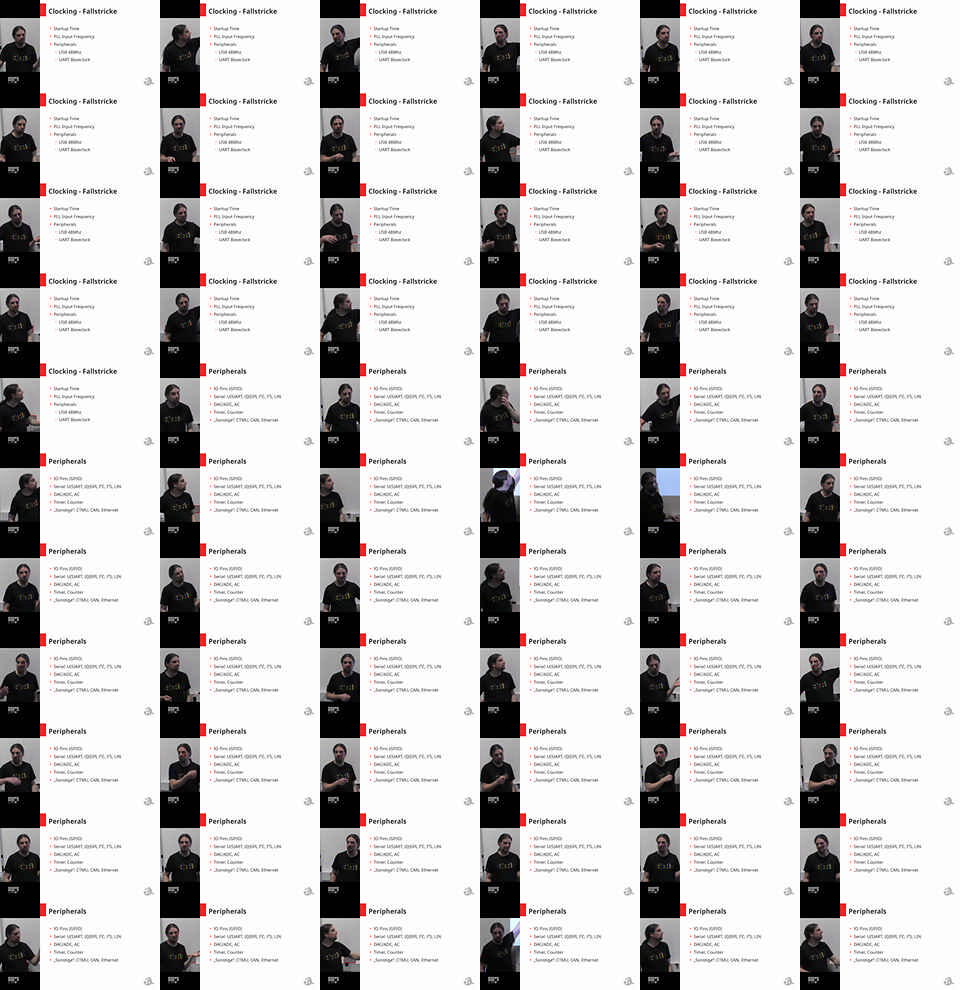 Clocking - Fallstricke
Startup Time
PLL Input Frequency
Peripherals
USB 48Mhz
UART Baseclock
Peripherals
IO Pins (GPIO)
Serial: U(S)ART, (Q)SPI, I²C, I²S, LIN
DAC/ADC, AC
Timer, Counter
„Sonstige": CTMU, CAN, Ethernet